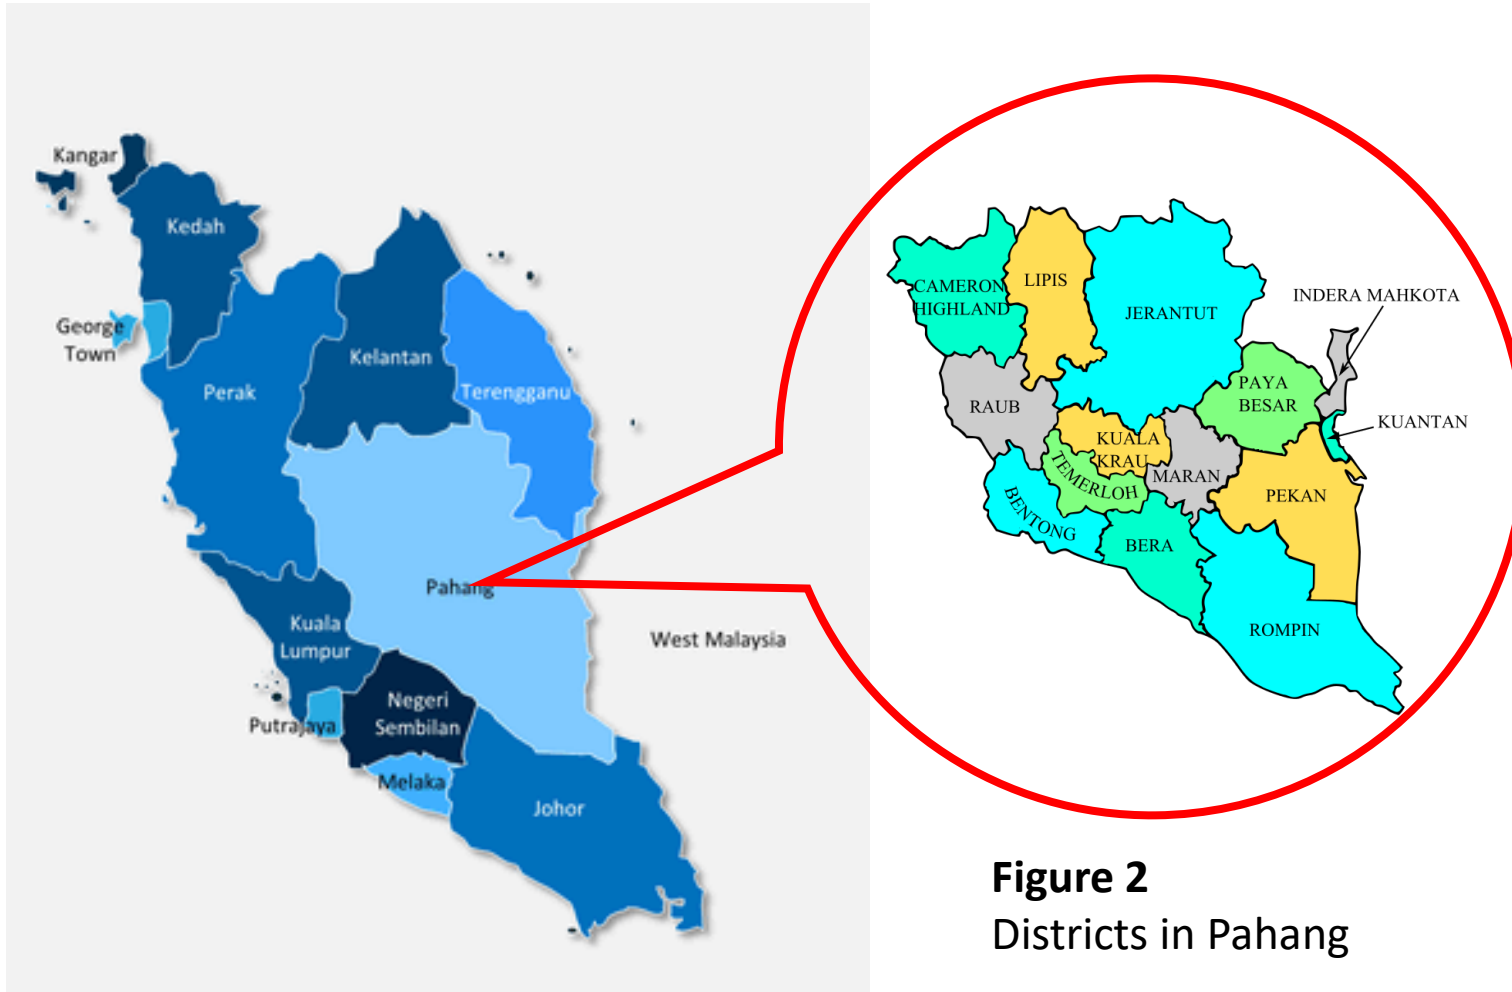 Kangar
Kedah
George
Town
Perak
Kelantan
Terengganu
Pahang
West Malaysia
Kuala
Lumpur
Putrajaya
Negeri
Sembilan
Melaka
Johor
CAMERON
HIGHLAND
LIPIS
JERANTUT
INDERA MAHKOTA
RAUB
PAYA
BESAR
KUANTAN
KUALA
KRAU
TEMERLOH
MARAN
PEKAN
BENTONG
BERA
ROMPIN
Figure 2
Districts in Pahang